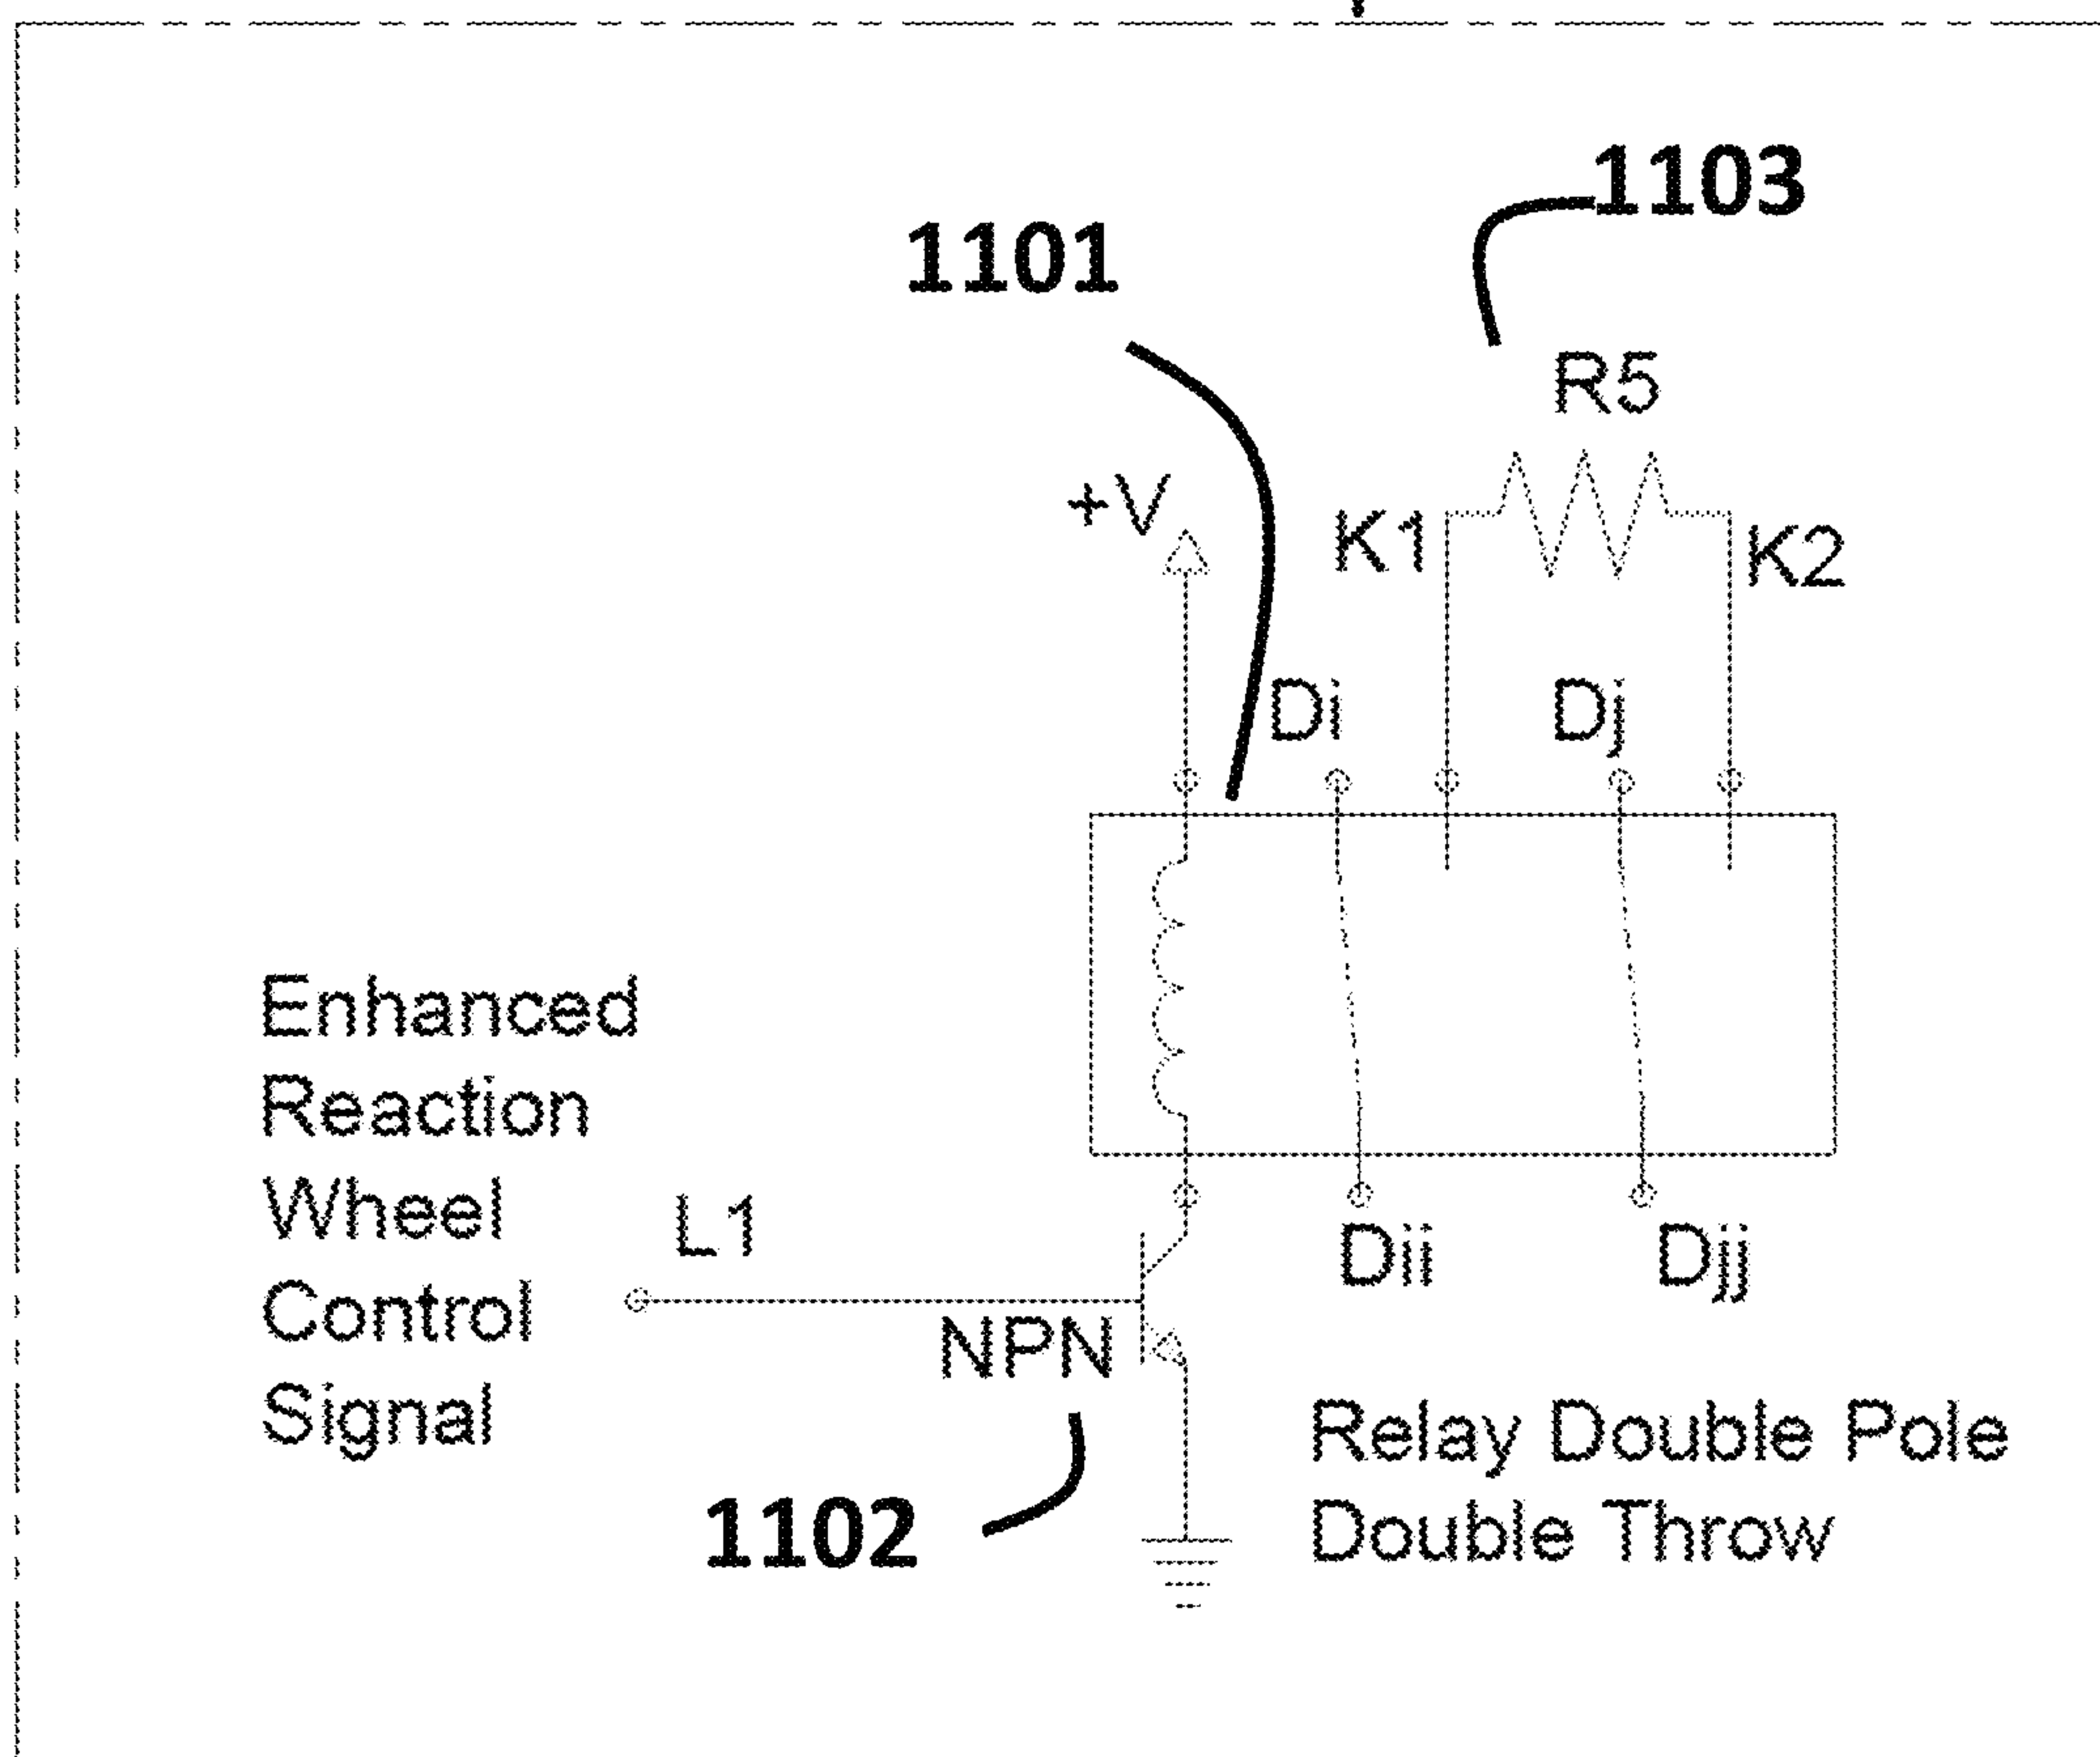 1103
1101
R5
+V
K1
K2
Di
Dj
Enhanced
Reaction
Wheel
Control
Signal
L1
NPN
Dii
Djj
1102
Relay Double Pole
Double Throw